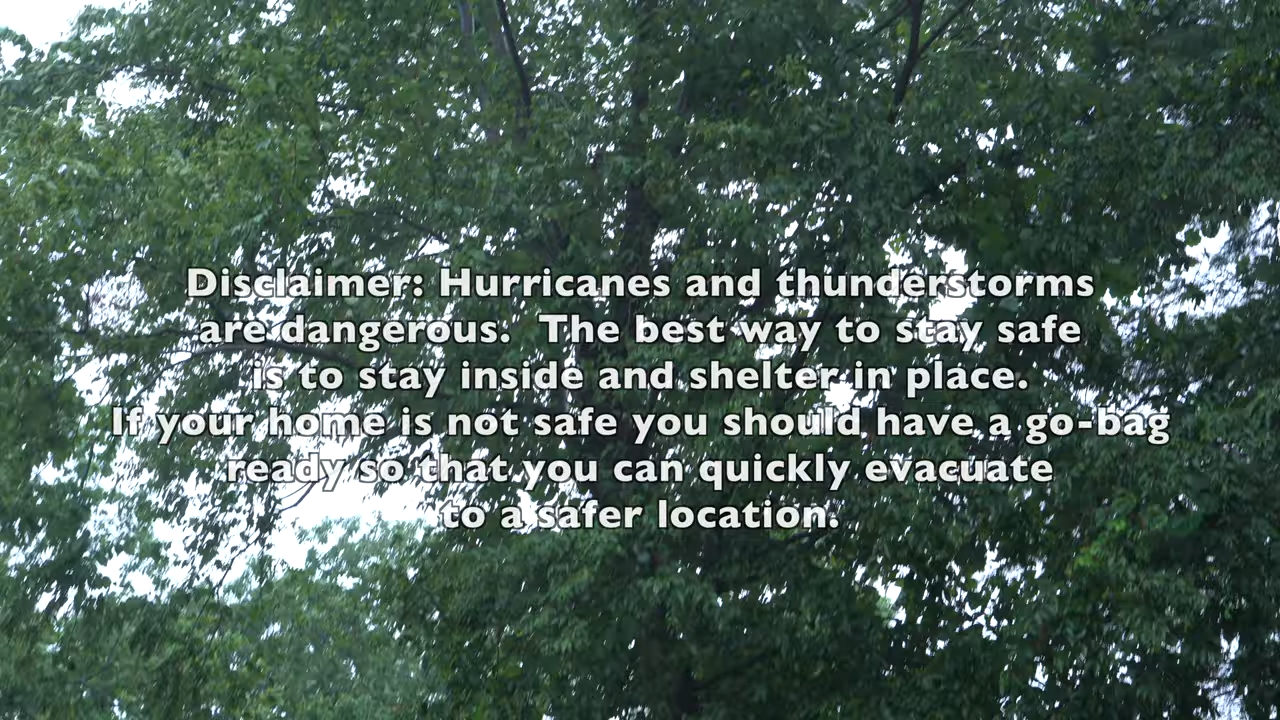 Disclaimer: Hurricanes and thunderstorms
are dangerous.  The best way to stay safe
is to stay inside and shelter in place.
If your home is not safe you should have a go-bag
ready so that you can quickly evacuate
to a safer location.